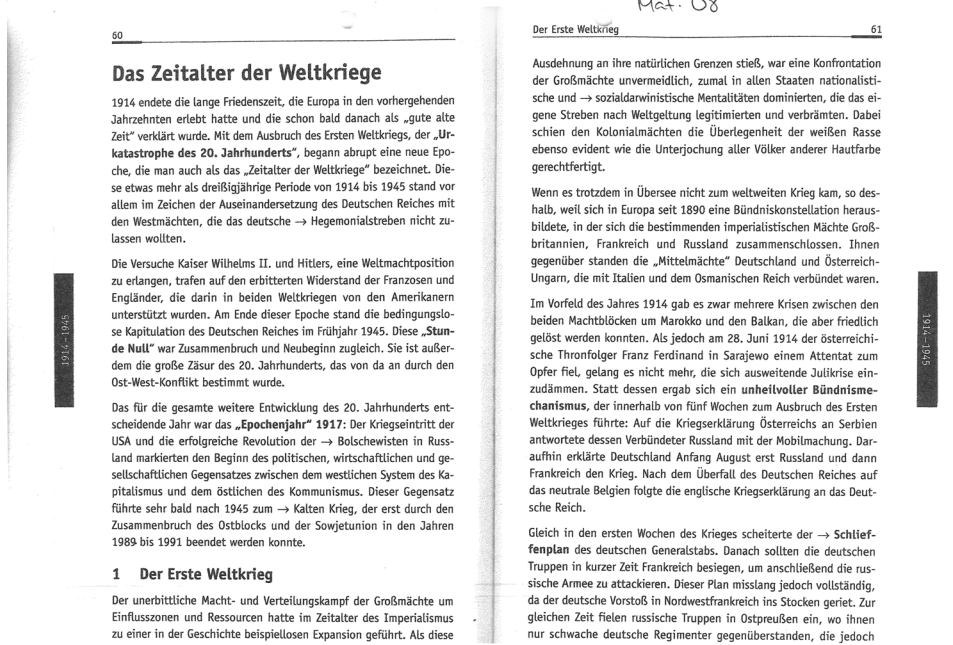 60
Das Zeitalter der Weltkriege
1914 endete die lange Friedenszeit, die Europa in den vorhergehenden
Jahrzehnten erlebt hatte und die schon bald danach als „gute alte
Zeit“ verklärt wurde. Mit dem Ausbruch des Ersten Weltkriegs, der „Ur-
katastrophe des 20. Jahrhunderts“, begann abrupt eine neue Epo-
che, die man auch als das „Zeitalter der Weltkriege“ bezeichnet. Die-
se etwas mehr als dreißigjährige Periode von 1914 bis 1945 stand vor
allem im Zeichen der Auseinandersetzung des Deutschen Reiches mit
den Westmächten, die das deutsche → Hegemonialstreben nicht zu-
lassen wollten.
Die Versuche Kaiser Wilhelms II. und Hitlers, eine Weltmachtposition
zu erlangen, trafen auf den erbitterten Widerstand der Franzosen und
Engländer, die darin in beiden Weltkriegen von den Amerikanern
unterstützt wurden. Am Ende dieser Epoche stand die bedingungslo-
se Kapitulation des Deutschen Reiches im Frühjahr 1945. Diese „Stun-
de Null“ war Zusammenbruch und Neubeginn zugleich. Sie ist außer-
dem die große Zäsur des 20. Jahrhunderts, das von da an durch den
Ost-West-Konflikt bestimmt wurde.
Das für die gesamte weitere Entwicklung des 20. Jahrhunderts ent-
scheidende Jahr war das „Epochenjahr“ 1917: Der Kriegseintritt der
USA und die erfolgreiche Revolution der → Bolschewisten in Russ-
land markierten den Beginn des politischen, wirtschaftlichen und ge-
sellschaftlichen Gegensatzes zwischen dem westlichen System des Ka-
pitalismus und dem östlichen des Kommunismus. Dieser Gegensatz
führte sehr bald nach 1945 zum → Kalten Krieg, der erst durch den
Zusammenbruch des Ostblocks und der Sowjetunion in den Jahren
1989 bis 1991 beendet werden konnte.
1 Der Erste Weltkrieg
Der unerbittliche Macht- und Verteilungskampf der Großmächte um
Einflusszonen und Ressourcen hatte im Zeitalter des Imperialismus
zu einer in der Geschichte beispiellosen Expansion geführt. Als diese
1914–1945
Mat. 08
Der Erste Weltkrieg 61
Ausdehnung an ihre natürlichen Grenzen stieß, war eine Konfrontation
der Großmächte unvermeidlich, zumal in allen Staaten nationalisti-
sche und → sozialdarwinistische Mentalitäten dominierten, die das ei-
gene Streben nach Weltgeltung legitimierten und verbrämten. Dabei
schien den Kolonialmächten die Überlegenheit der weißen Rasse
ebenso evident wie die Unterjochung aller Völker anderer Hautfarbe
gerechtfertigt.
Wenn es trotzdem in Übersee nicht zum weltweiten Krieg kam, so des-
halb, weil sich in Europa seit 1890 eine Bündniskonstellation heraus-
bildete, in der sich die bestimmenden imperialistischen Mächte Groß-
britannien, Frankreich und Russland zusammenschlossen. Ihnen
gegenüber standen die „Mittelmächte“ Deutschland und Österreich-
Ungarn, die mit Italien und dem Osmanischen Reich verbündet waren.
Im Vorfeld des Jahres 1914 gab es zwar mehrere Krisen zwischen den
beiden Machtblöcken um Marokko und den Balkan, die aber friedlich
gelöst werden konnten. Als jedoch am 28. Juni 1914 der österreichi-
sche Thronfolger Franz Ferdinand in Sarajewo einem Attentat zum
Opfer fiel, gelang es nicht mehr, die sich ausweitende Julikrise ein-
zudämmen. Statt dessen ergab sich ein unheilvoller Bündnisme-
chanismus, der innerhalb von fünf Wochen zum Ausbruch des Ersten
Weltkrieges führte: Auf die Kriegserklärung Österreichs an Serbien
antwortete dessen Verbündeter Russland mit der Mobilmachung. Dar-
aufhin erklärte Deutschland Anfang August erst Russland und dann
Frankreich den Krieg. Nach dem Überfall des Deutschen Reiches auf
das neutrale Belgien folgte die englische Kriegserklärung an das Deut-
sche Reich.
Gleich in den ersten Wochen des Krieges scheiterte der → Schlief-
fenplan des deutschen Generalstabs. Danach sollten die deutschen
Truppen in kurzer Zeit Frankreich besiegen, um anschließend die rus-
sische Armee zu attackieren. Dieser Plan misslang jedoch vollständig,
da der deutsche Vorstoß in Nordwestfrankreich ins Stocken geriet. Zur
gleichen Zeit fielen russische Truppen in Ostpreußen ein, wo ihnen
nur schwache deutsche Regimenter gegenüberstanden, die jedoch
1914–1945